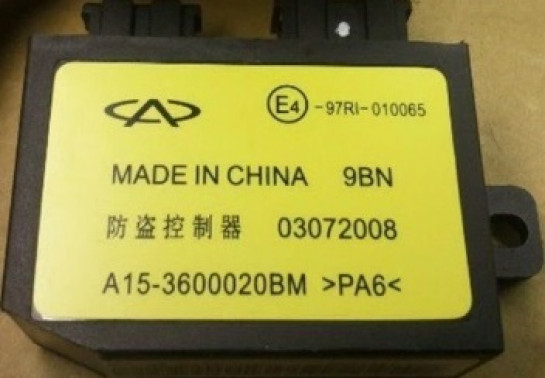 E4 -97RI-010065
MADE IN CHINA 9BN
防盗控制器 03072008
A15-3600020BM >PA6<